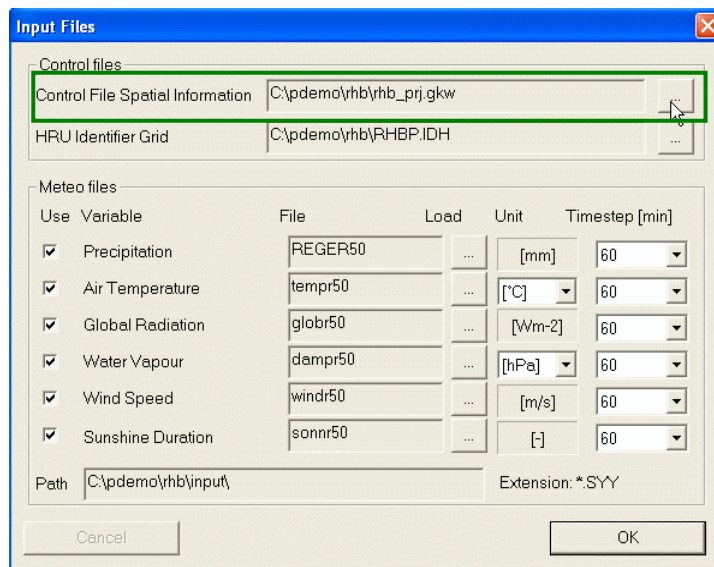 Input Files
Control files
Control File Spatial Information C:\pdemo\rhb\rhb_prj.gkw ...
HRU Identifier Grid C:\pdemo\rhb\RHBP.IDH ...
Meteo files
Use Variable File Load Unit Timestep [min]
Precipitation REGER50 ... [mm] 60
Air Temperature tempr50 ... [°C] 60
Global Radiation globr50 ... [Wm-2] 60
Water Vapour dampr50 ... [hPa] 60
Wind Speed windr50 ... [m/s] 60
Sunshine Duration sonnr50 ... [-] 60
Path C:\pdemo\rhb\input\ Extension: *.SYY
Cancel OK